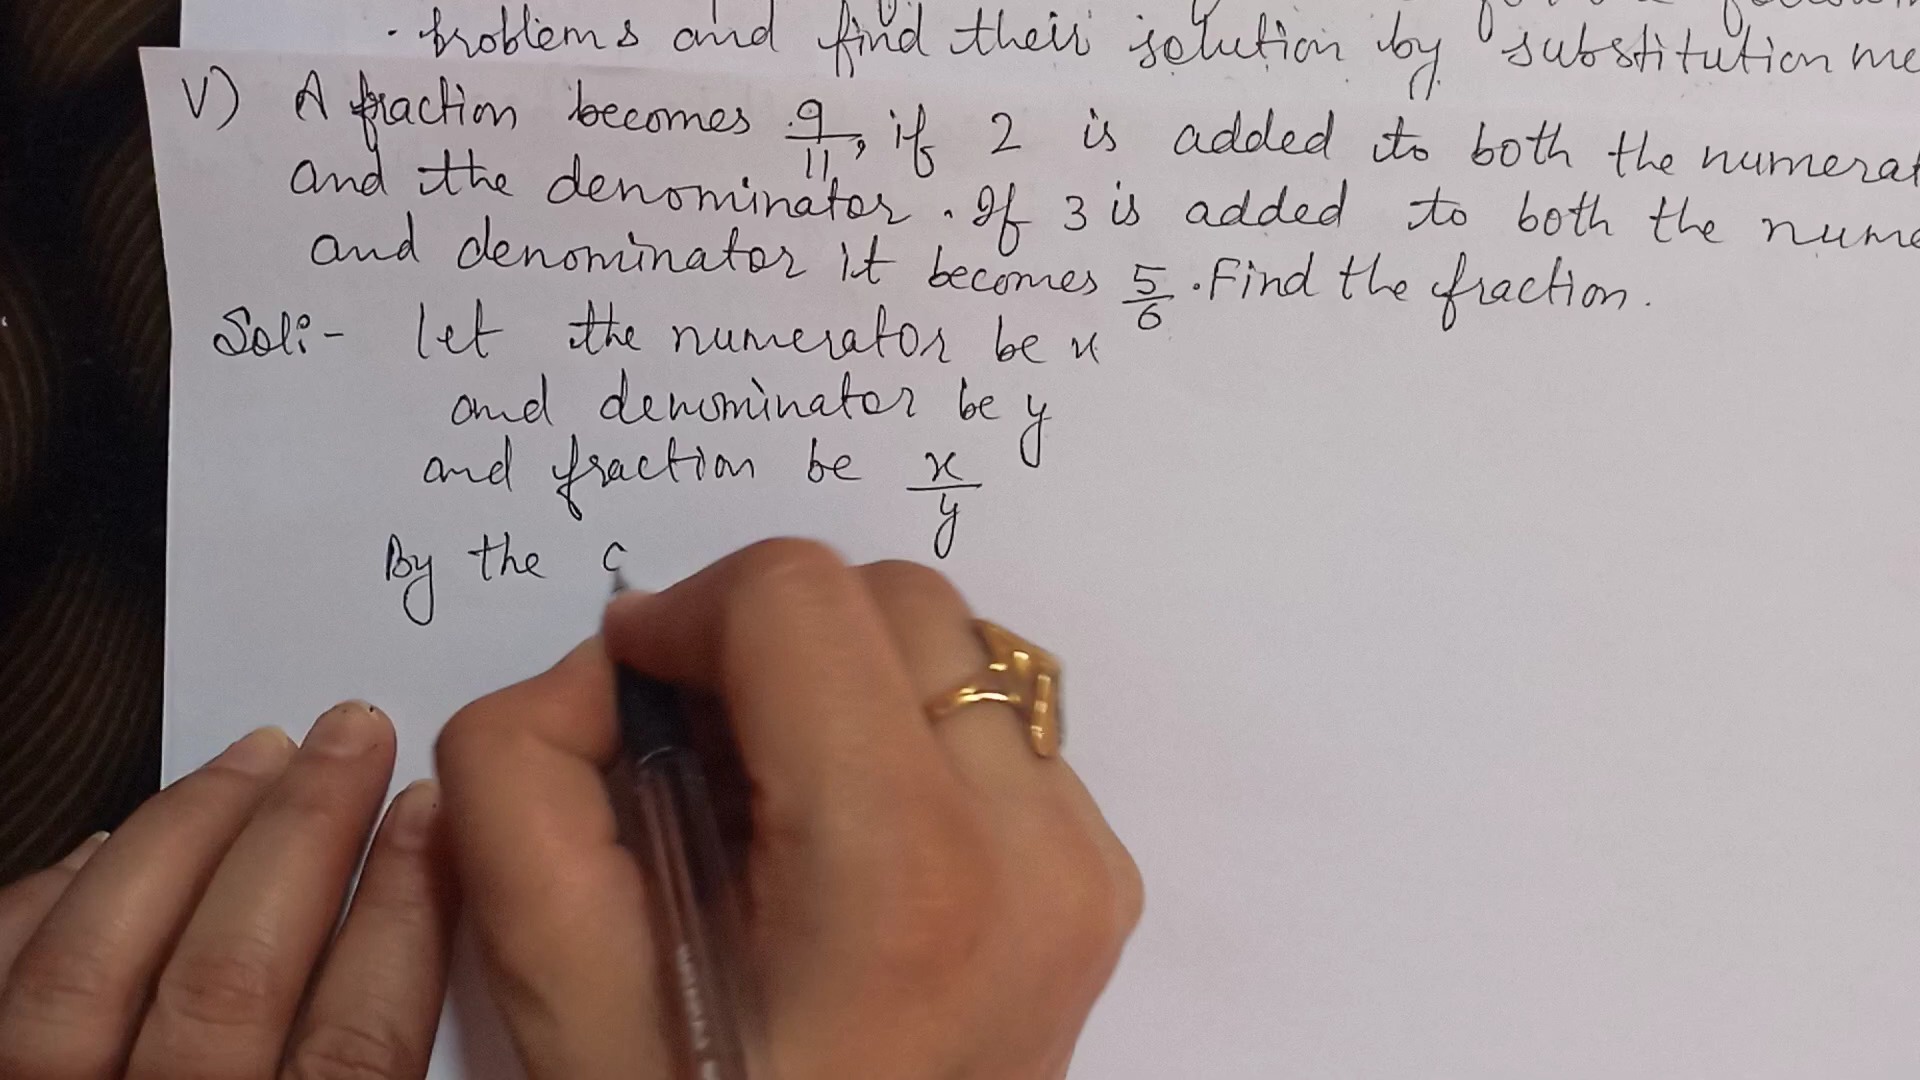 . problems and find their solution by substitution me
V) A fraction becomes 9/11, if 2 is added to both the numerat
and the denominator. If 3 is added to both the nume
and denominator it becomes 5/6. Find the fraction.
Sol:- let the numerator be x
and denominator be y
and fraction be x/y
By the c